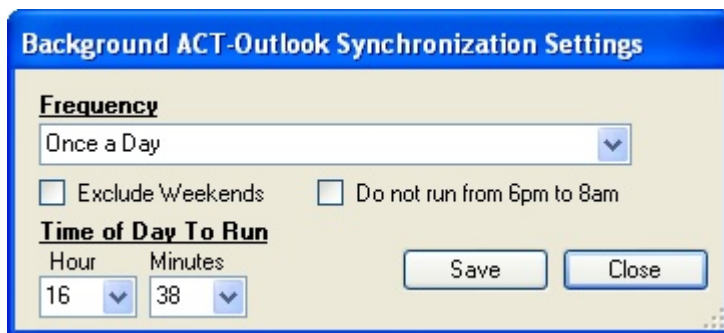 Background ACT-Outlook Synchronization Settings
Frequency
Once a Day
Exclude Weekends Do not run from 6pm to 8am
Time of Day To Run
Hour Minutes
16 38 Save Close